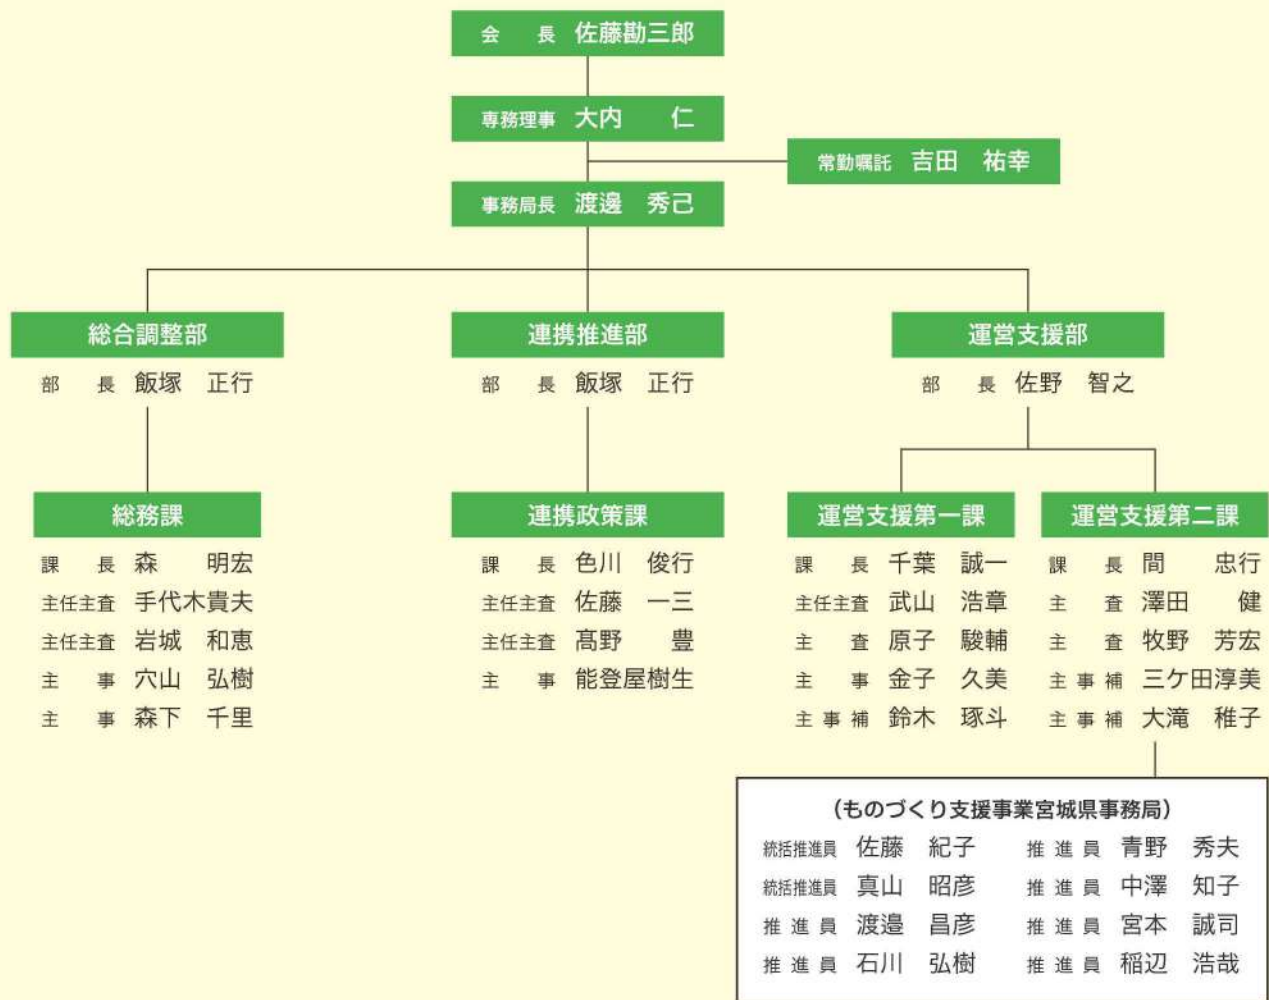 会　長　佐藤勘三郎
専務理事　大内　仁
常勤嘱託　吉田　祐幸
事務局長　渡邊　秀己
総合調整部
部　長　飯塚　正行
総務課
課　長　森　明宏
主任主査　手代木貴夫
主任主査　岩城　和恵
主　事　穴山　弘樹
主　事　森下　千里
連携推進部
部　長　飯塚　正行
連携政策課
課　長　色川　俊行
主任主査　佐藤　一三
主任主査　髙野　豊
主　事　能登屋樹生
運営支援部
部　長　佐野　智之
運営支援第一課
課　長　千葉　誠一
主任主査　武山　浩章
主　査　原子　駿輔
主　事　金子　久美
主 事 補　鈴木　琢斗
運営支援第二課
課　長　間　忠行
主　査　澤田　健
主　査　牧野　芳宏
主 事 補　三ケ田淳美
主 事 補　大滝　稚子
（ものづくり支援事業宮城県事務局）
統括推進員　佐藤　紀子
統括推進員　真山　昭彦
推 進 員　渡邉　昌彦
推 進 員　石川　弘樹
推 進 員　青野　秀夫
推 進 員　中澤　知子
推 進 員　宮本　誠司
推 進 員　稲辺　浩哉